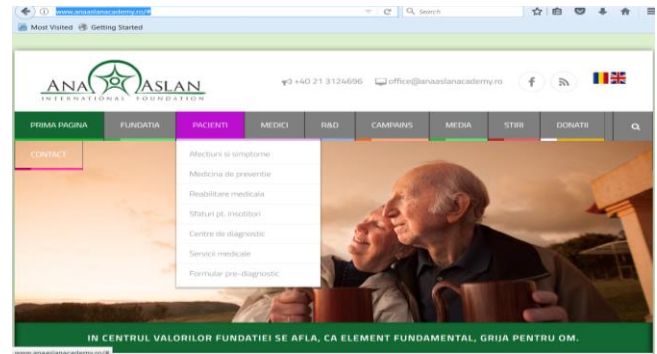 www.anaaslanacademy.ro/#
Search
Most Visited Getting Started
ANA ASLAN
INTERNATIONAL FOUNDATION
+40 21 3124696 office@anaaslanacademy.ro
PRIMA PAGINA FUNDATIA PACIENTI MEDICI R&D CAMPAINS MEDIA STIRI DONATII
CONTACT
Afectiuni si simptome
Medicina de preventie
Reabilitare medicala
Sfaturi pt. insotitori
Centre de diagnostic
Servicii medicale
Formular pre-diagnostic
IN CENTRUL VALORILOR FUNDATIEI SE AFLA, CA ELEMENT FUNDAMENTAL, GRIJA PENTRU OM.
www.anaaslanacademy.ro/#